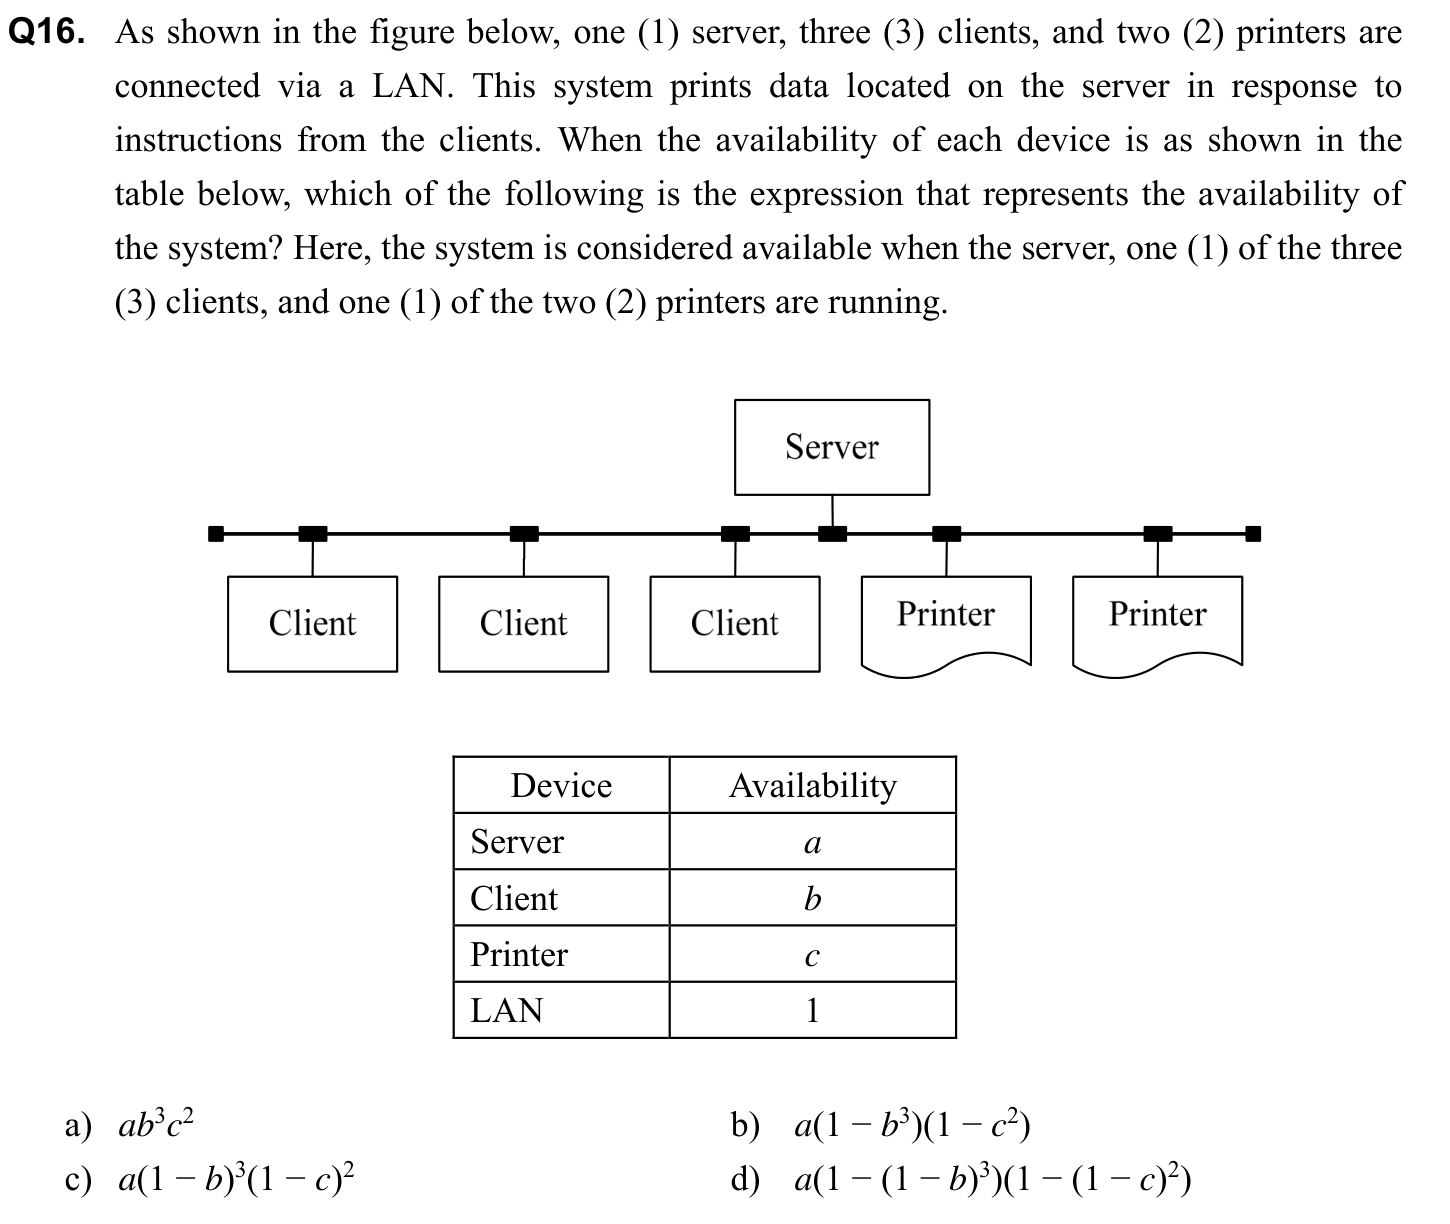 Q16. As shown in the figure below, one (1) server, three (3) clients, and two (2) printers are
connected via a LAN. This system prints data located on the server in response to
instructions from the clients. When the availability of each device is as shown in the
table below, which of the following is the expression that represents the availability of
the system? Here, the system is considered available when the server, one (1) of the three
(3) clients, and one (1) of the two (2) printers are running.
Server
Client Client Client Printer Printer
Device Availability
Server a
Client b
Printer c
LAN 1
a) ab³c² b) a(1 − b³)(1 − c²)
c) a(1 − b)³(1 − c)² d) a(1 − (1 − b)³)(1 − (1 − c)²)